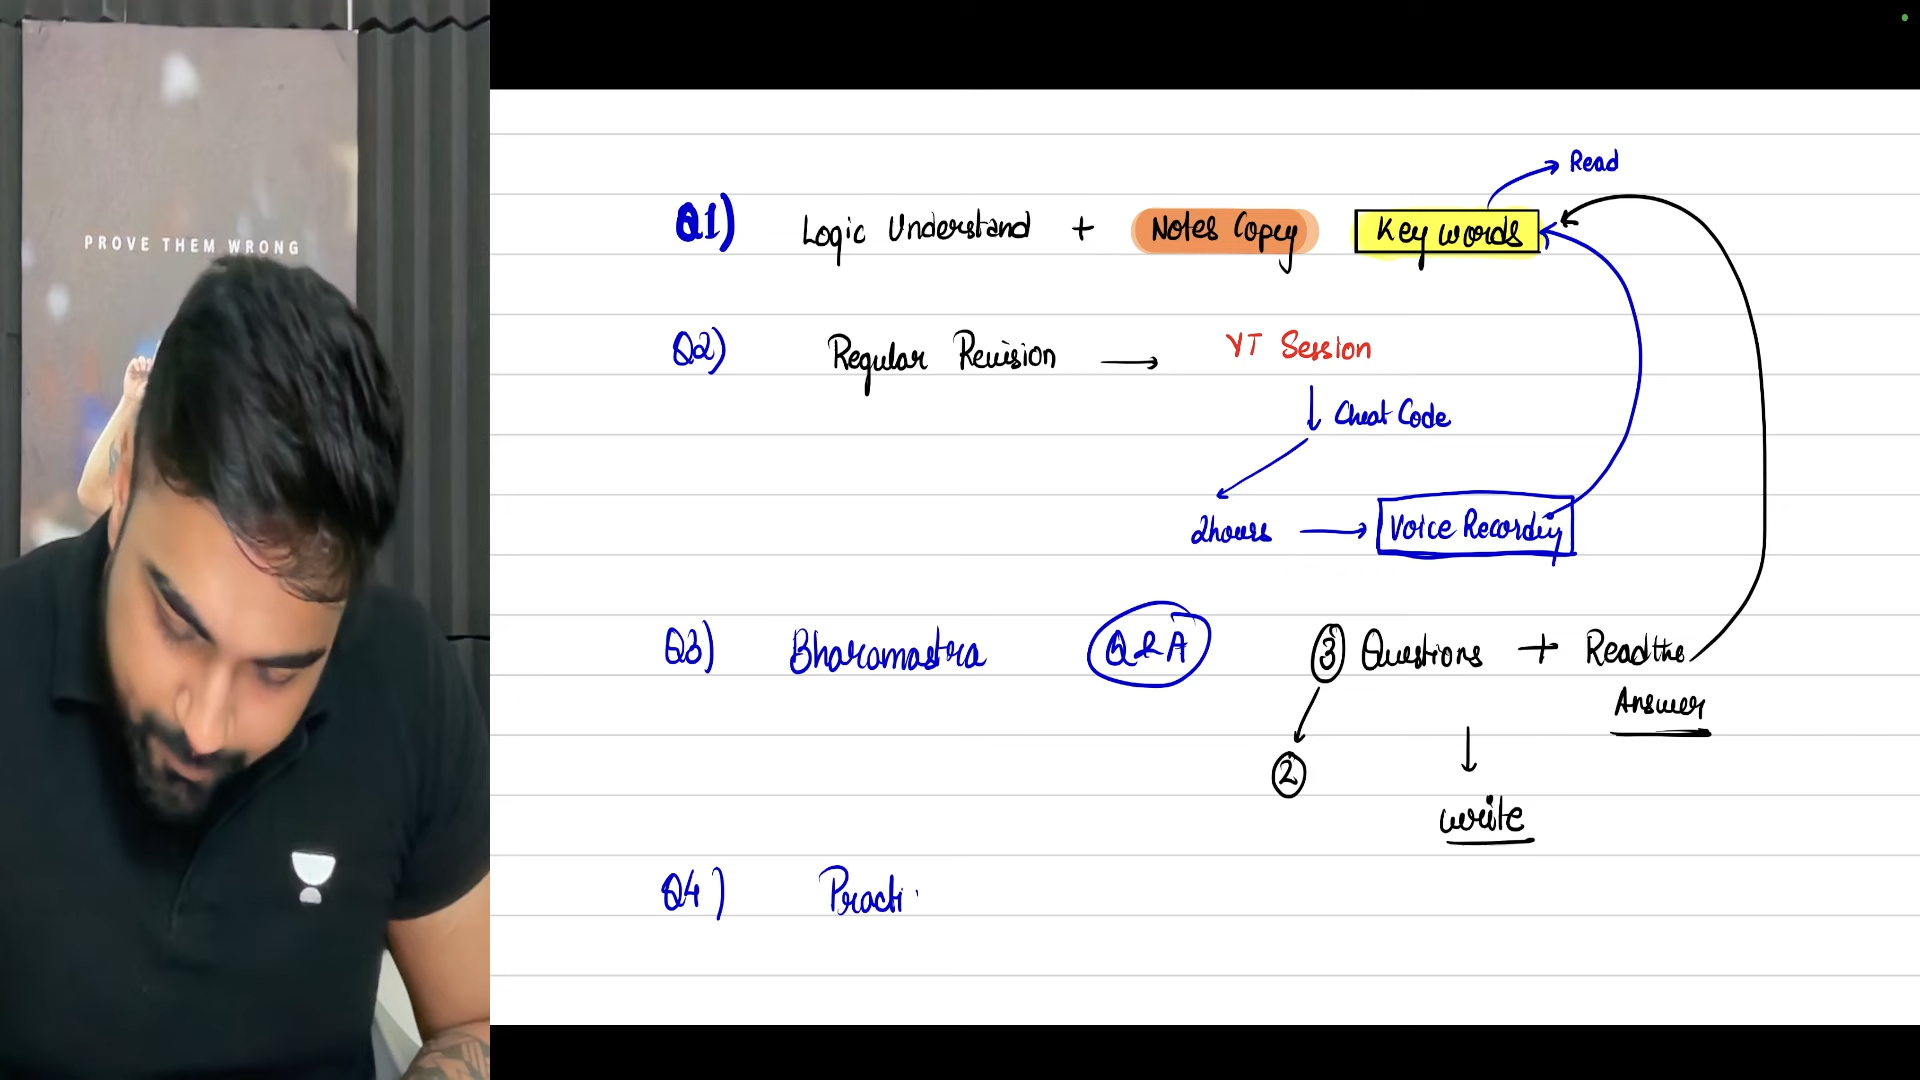 PROVE THEM WRONG
Read
Q1) Logic Understand + Notes Copy Key words
Q2) Regular Revision → YT Session
↓ Cheat Code
2hours → Voice Recording
Q3) Bharamastra Q&A 3 Questions + Read the
Answer
2
↓
write
Q4) Practi